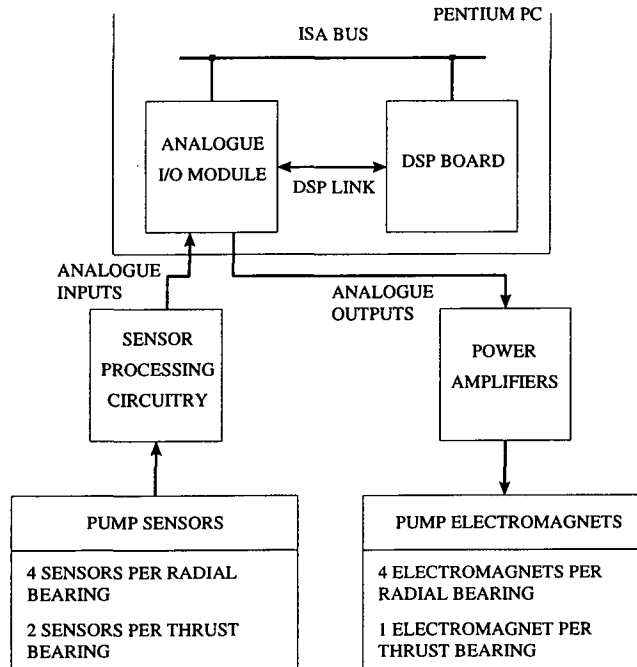 PENTIUM PC
ISA BUS
ANALOGUE
I/O MODULE
DSP LINK
DSP BOARD
ANALOGUE
INPUTS
ANALOGUE
OUTPUTS
SENSOR
PROCESSING
CIRCUITRY
POWER
AMPLIFIERS
PUMP SENSORS
4 SENSORS PER RADIAL
BEARING
2 SENSORS PER THRUST
BEARING
PUMP ELECTROMAGNETS
4 ELECTROMAGNETS PER
RADIAL BEARING
1 ELECTROMAGNET PER
THRUST BEARING